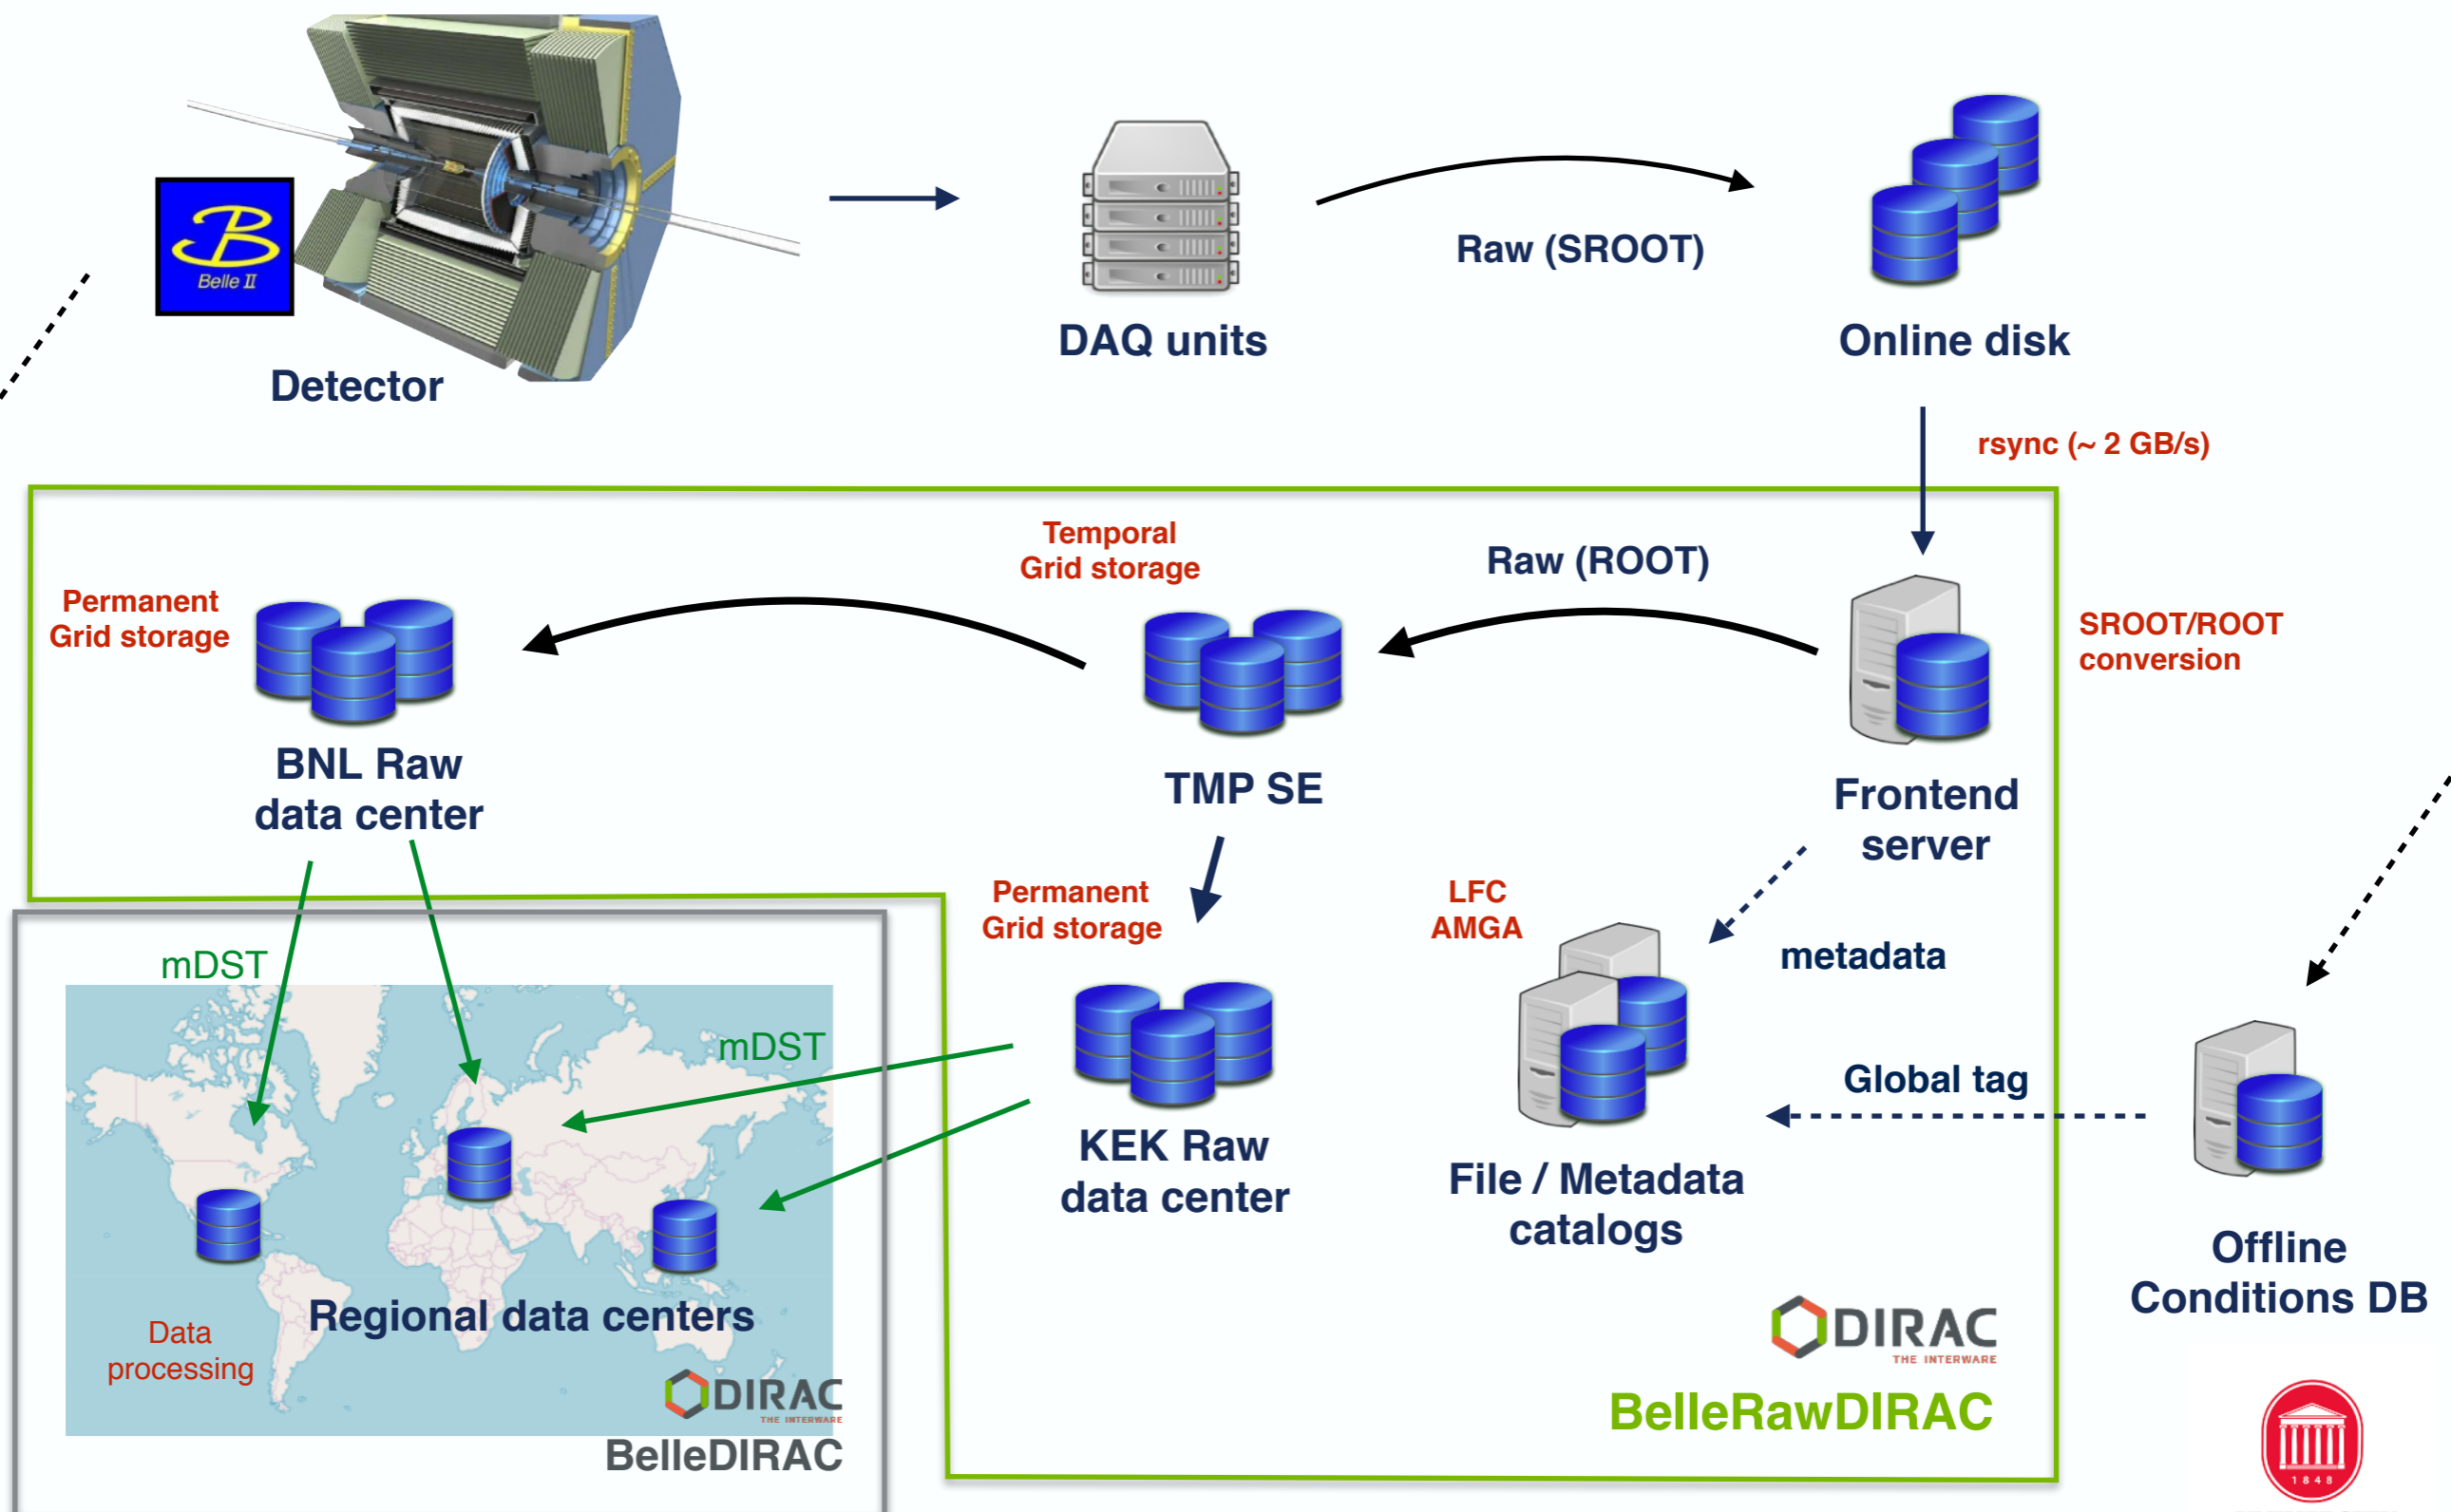 Belle II
Detector
DAQ units
Raw (SROOT)
Online disk
rsync (~ 2 GB/s)
Permanent
Grid storage
BNL Raw
data center
Temporal
Grid storage
TMP SE
Raw (ROOT)
SROOT/ROOT
conversion
Frontend
server
Permanent
Grid storage
KEK Raw
data center
LFC
AMGA
metadata
Global tag
File / Metadata
catalogs
Offline
Conditions DB
mDST
mDST
Regional data centers
Data
processing
DIRAC
THE INTERWARE
BelleDIRAC
DIRAC
THE INTERWARE
BelleRawDIRAC
1848